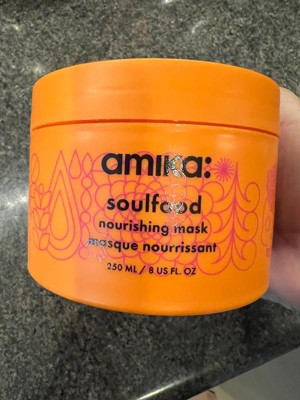 amika:
soulfood
nourishing mask
masque nourrissant
250 ML / 8 US FL. OZ